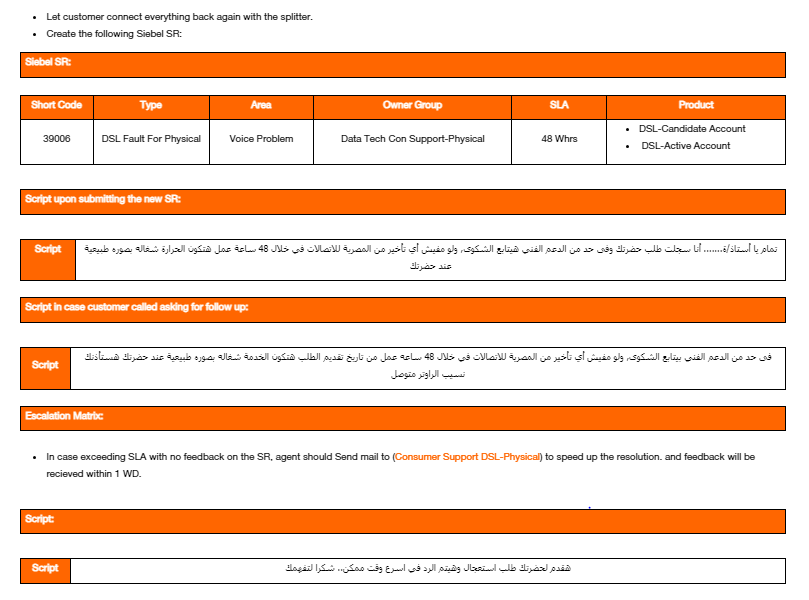 Let customer connect everything back again with the splitter.
Create the following Siebel SR:
Siebel SR:
Short Code Type Area Owner Group SLA Product
39006 DSL Fault For Physical Voice Problem Data Tech Con Support-Physical 48 Whrs
DSL-Candidate Account
DSL-Active Account
Script upon submitting the new SR:
Script
تمام يا أستاذ/ة....... أنا سجلت طلب حضرتك وفى حد من الدعم الفني هيتابع الشكوى, ولو مفيش أي تأخير من المصرية للاتصالات في خلال 48 ساعة عمل هتكون الحرارة شغاله بصوره طبيعية
عند حضرتك
Script in case customer called asking for follow up:
Script
فى حد من الدعم الفني بيتابع الشكوى, ولو مفيش أي تأخير من المصرية للاتصالات في خلال 48 ساعه عمل من تاريخ تقديم الطلب هتكون الخدمة شغاله بصوره طبيعية عند حضرتك هستأذنك
تسيب الراوتر متوصل
Escalation Matrix:
In case exceeding SLA with no feedback on the SR, agent should Send mail to (Consumer Support DSL-Physical) to speed up the resolution. and feedback will be
recieved within 1 WD.
Script:
Script
هقدم لحضرتك طلب استعجال وهيتم الرد في اسرع وقت ممكن.. شكرا لتفهمك